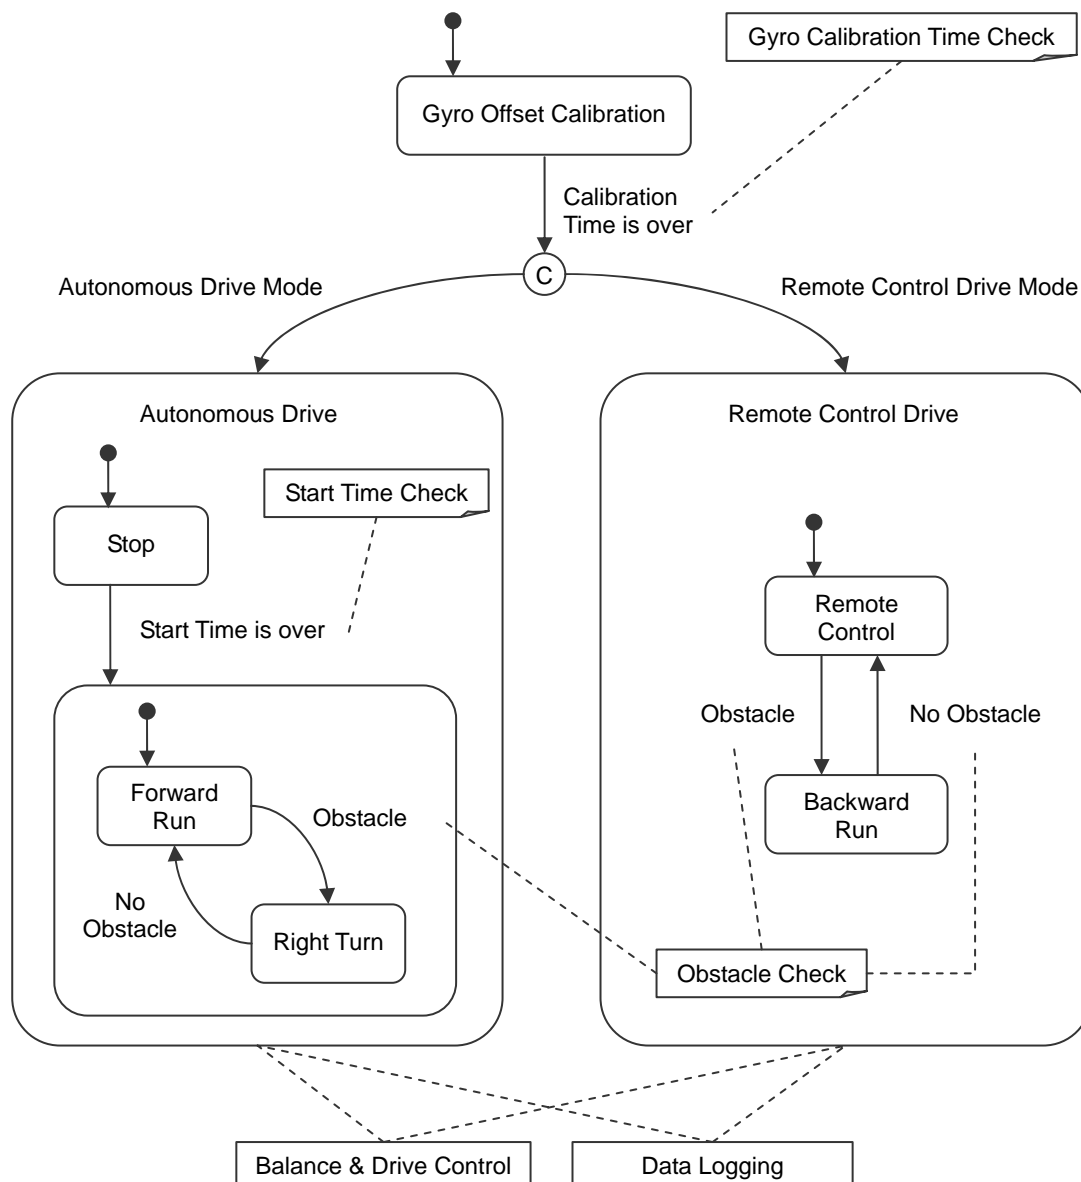 Gyro Calibration Time Check
Gyro Offset Calibration
Calibration
Time is over
C
Autonomous Drive Mode
Remote Control Drive Mode
Autonomous Drive
Remote Control Drive
Start Time Check
Stop
Start Time is over
Remote
Control
Obstacle
No Obstacle
Forward
Run
Obstacle
Backward
Run
No
Obstacle
Right Turn
Obstacle Check
Balance & Drive Control
Data Logging